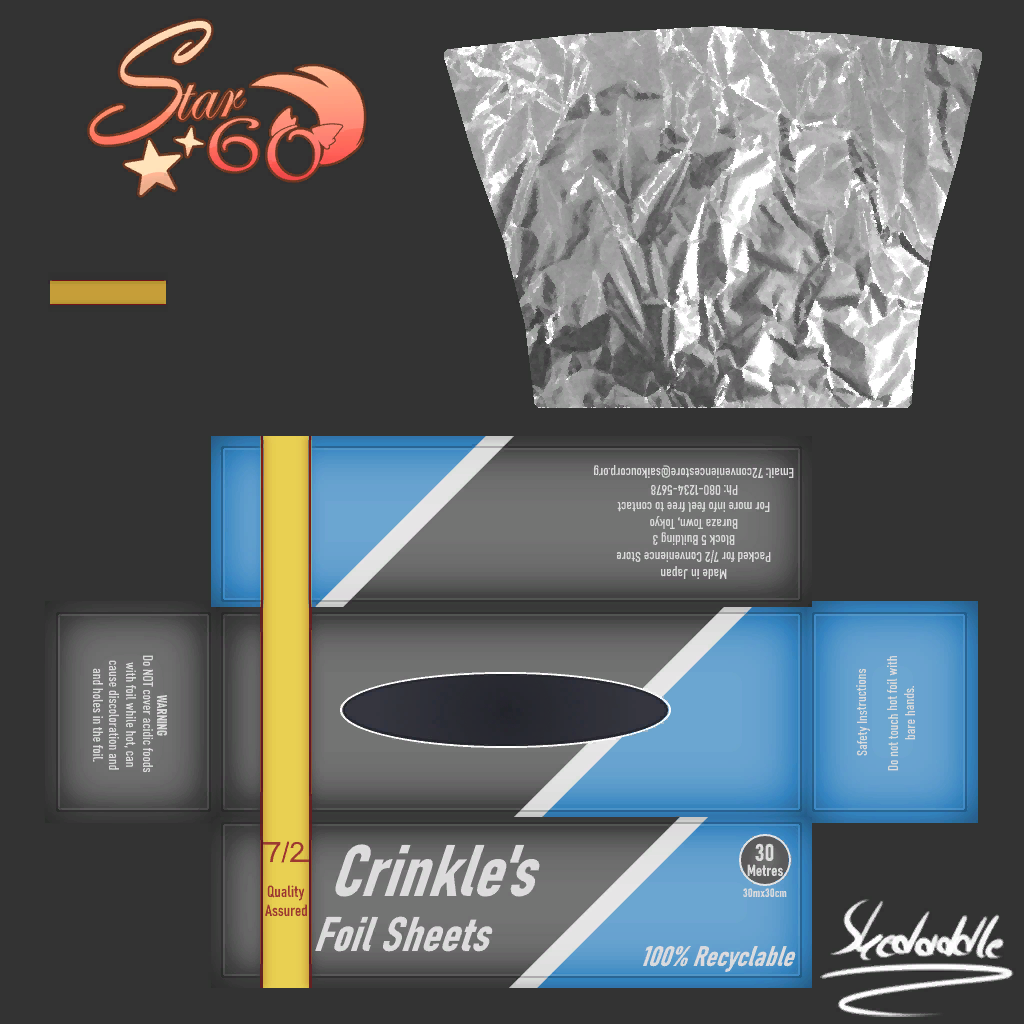 Star
60
Email: 72conveniencestore@saikoucorp.org
Ph: 080-1234-5678
For more info feel free to contact
Buraza Town, Tokyo
Block 5 Building 3
Packed for 7/2 Convenience Store
Made in Japan
WARNING
Do NOT cover acidic foods
with foil while hot, can
cause discoloration and
and holes in the foil.
Safety Instructions
Do not touch hot foil with
bare hands.
7/2
Quality
Assured
Crinkle's
Foil Sheets
30
Metres
30mx30cm
100% Recyclable